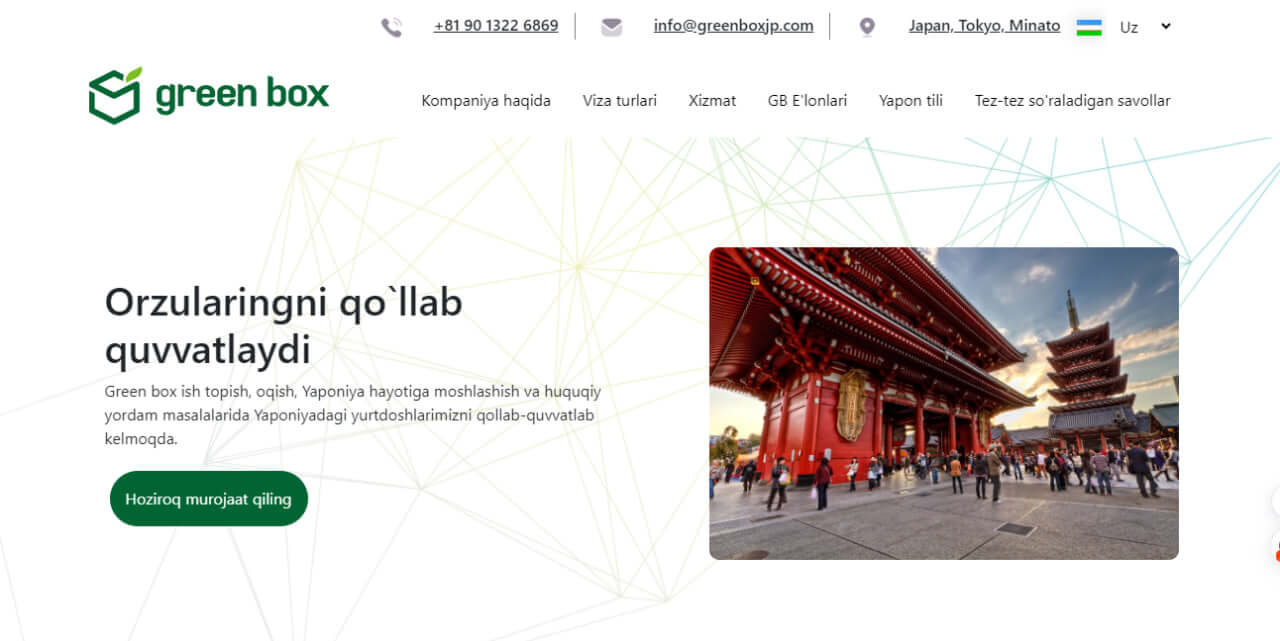 +81 90 1322 6869 info@greenboxjp.com Japan, Tokyo, Minato Uz
green box
Kompaniya haqida Viza turlari Xizmat GB E'lonlari Yapon tili Tez-tez so'raladigan savollar
Orzularingni qo`llab
quvvatlaydi
Green box ish topish, oqish, Yaponiya hayotiga moshlashish va huquqiy
yordam masalalarida Yaponiyadagi yurtdoshlarimizni qollab-quvvatlab
kelmoqda.
Hoziroq murojaat qiling